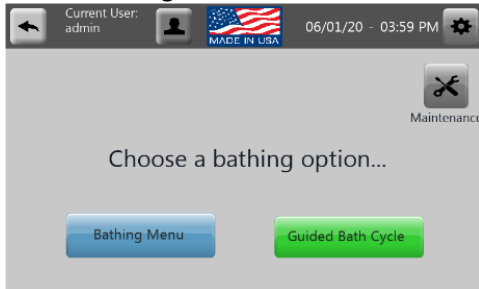 Current User:
admin
MADE IN USA
06/01/20 - 03:59 PM
Maintenance
Choose a bathing option...
Bathing Menu
Guided Bath Cycle